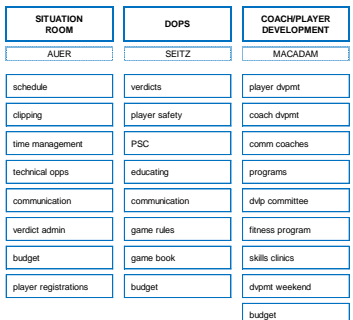 SITUATION
ROOM
AUER
schedule
clipping
time management
technical opps
communication
verdict admin
budget
player registrations
DOPS
SEITZ
verdicts
player safety
PSC
educating
communication
game rules
game book
budget
COACH/PLAYER
DEVELOPMENT
MACADAM
player dvpmt
coach dvpmt
comm coaches
programs
dvlp committee
fitness program
skills clinics
dvpmt weekend
budget